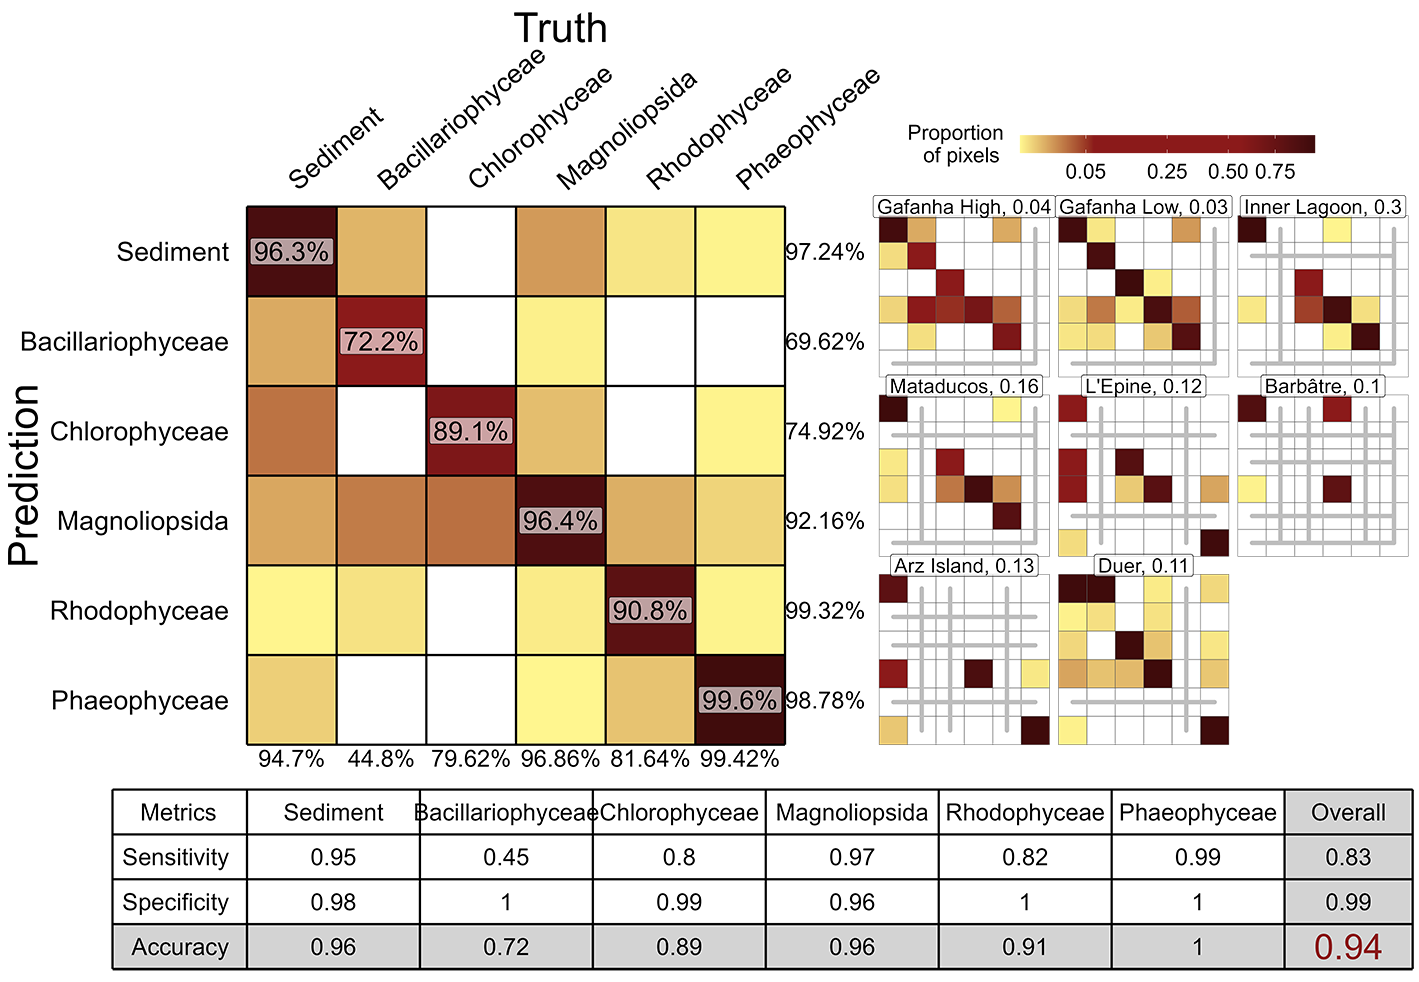 Truth
Sediment
Bacillariophyceae
Chlorophyceae
Magnoliopsida
Rhodophyceae
Phaeophyceae
Prediction
Sediment
96.3%
97.24%
Bacillariophyceae
72.2%
69.62%
Chlorophyceae
89.1%
74.92%
Magnoliopsida
96.4%
92.16%
Rhodophyceae
90.8%
99.32%
Phaeophyceae
99.6%
98.78%
94.7% 44.8% 79.62% 96.86% 81.64% 99.42%
Proportion
of pixels
0.05 0.25 0.50 0.75
Gafanha High, 0.04 Gafanha Low, 0.03 Inner Lagoon, 0.3
Mataducos, 0.16 L'Epine, 0.12 Barbâtre, 0.1
Arz Island, 0.13 Duer, 0.11
Metrics Sediment Bacillariophyceae Chlorophyceae Magnoliopsida Rhodophyceae Phaeophyceae Overall
Sensitivity 0.95 0.45 0.8 0.97 0.82 0.99 0.83
Specificity 0.98 1 0.99 0.96 1 1 0.99
Accuracy 0.96 0.72 0.89 0.96 0.91 1 0.94